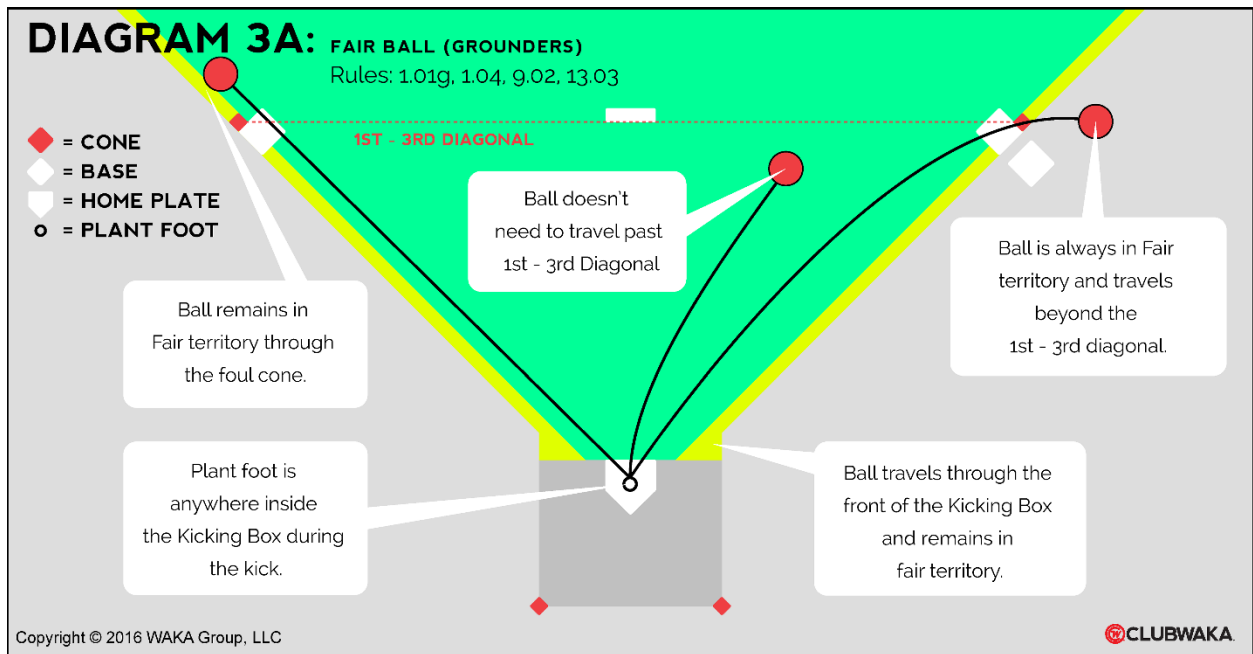 DIAGRAM 3A: FAIR BALL (GROUNDERS)
Rules: 1.01g, 1.04, 9.02, 13.03
= CONE
= BASE
= HOME PLATE
= PLANT FOOT
1ST - 3RD DIAGONAL
Ball doesn't
need to travel past
1st - 3rd Diagonal
Ball is always in Fair
territory and travels
beyond the
1st - 3rd diagonal.
Ball remains in
Fair territory through
the foul cone.
Plant foot is
anywhere inside
the Kicking Box during
the kick.
Ball travels through the
front of the Kicking Box
and remains in
fair territory.
Copyright © 2016 WAKA Group, LLC
CLUBWAKA